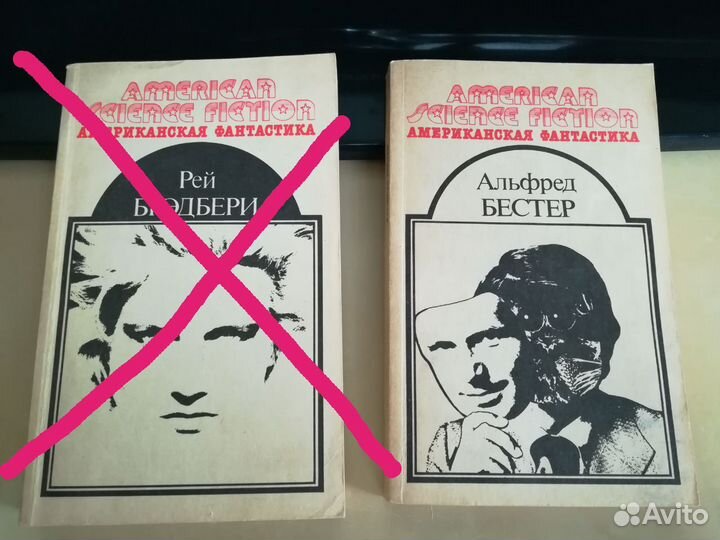 AMERICAN
SCIENCE FICTION
АМЕРИКАНСКАЯ ФАНТАСТИКА
Рей
БРЭДБЕРИ
AMERICAN
SCIENCE FICTION
АМЕРИКАНСКАЯ ФАНТАСТИКА
Альфред
БЕСТЕР
Avito